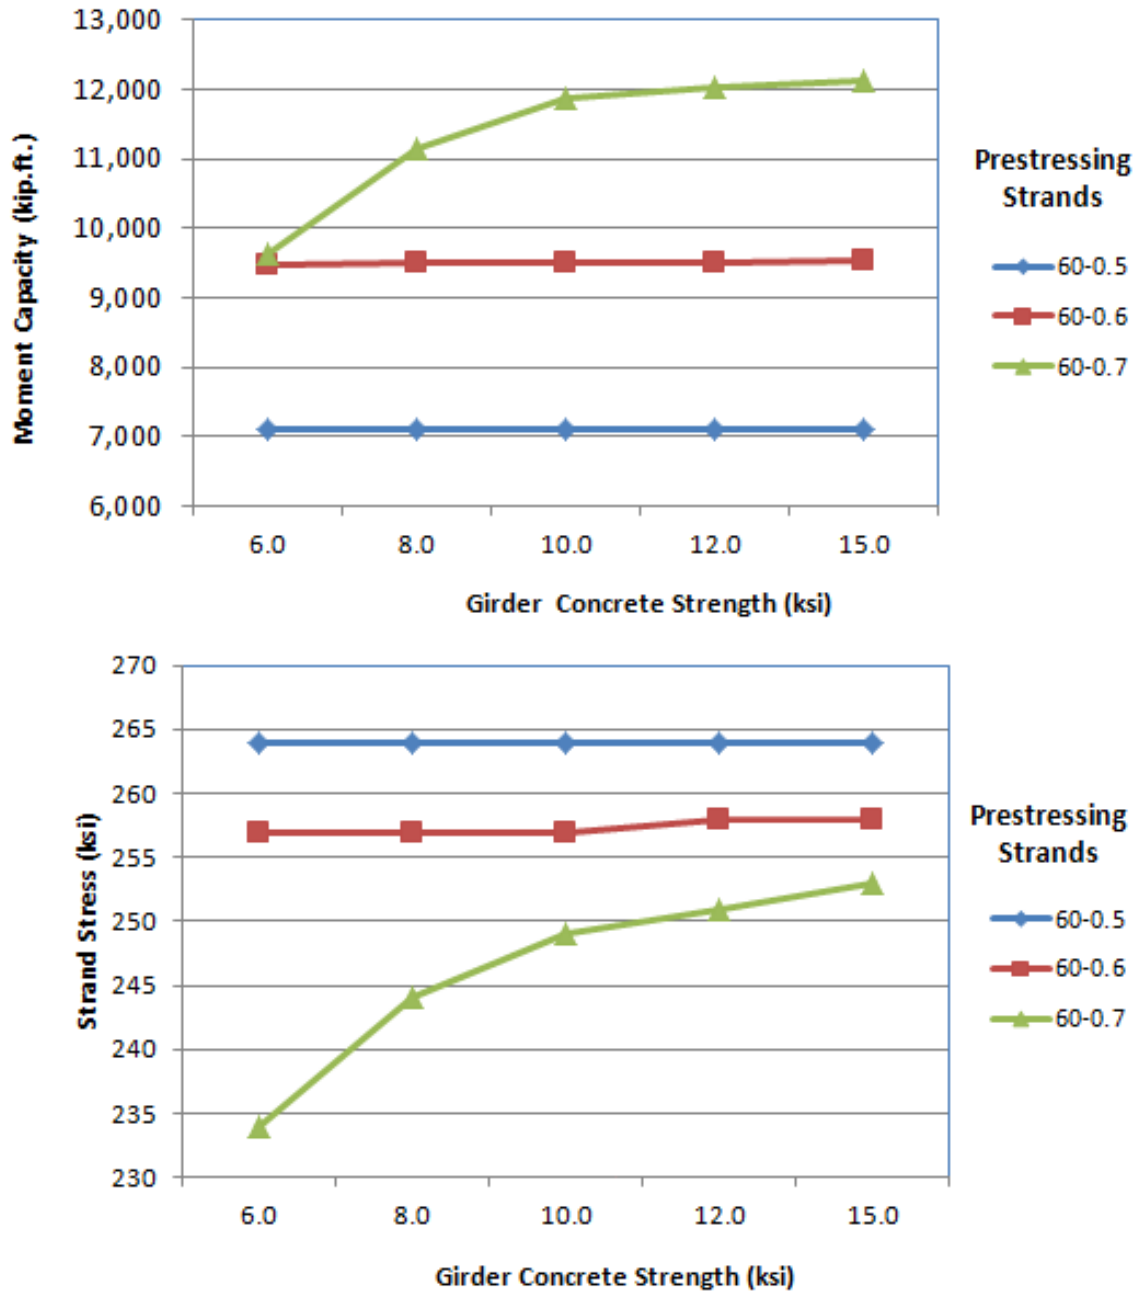 13,000
12,000
11,000
10,000
9,000
8,000
7,000
6,000
Moment Capacity (kip.ft.)
6.0 8.0 10.0 12.0 15.0
Girder Concrete Strength (ksi)
Prestressing
Strands
60-0.5
60-0.6
60-0.7
270
265
260
255
250
245
240
235
230
Strand Stress (ksi)
6.0 8.0 10.0 12.0 15.0
Girder Concrete Strength (ksi)
Prestressing
Strands
60-0.5
60-0.6
60-0.7